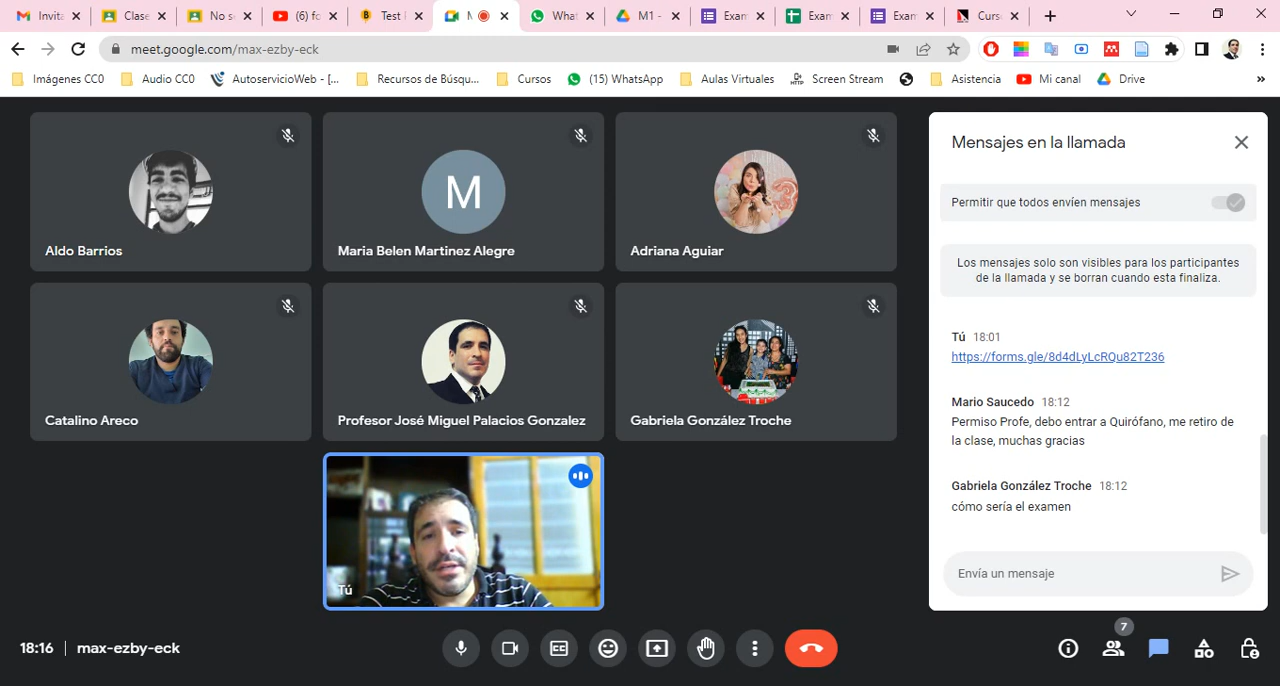 Invita
Clase
No s
(6) fo
Test I
What
M1 -
Exam
Exam
Exam
Curs
meet.google.com/max-ezby-eck
Imágenes CC0
Audio CC0
AutoservicioWeb - [...
Recursos de Búsqu...
Cursos
(15) WhatsApp
Aulas Virtuales
Screen Stream
Asistencia
Mi canal
Drive
»
Aldo Barrios
M
Maria Belen Martinez Alegre
Adriana Aguiar
Catalino Areco
Profesor José Miguel Palacios Gonzalez
Gabriela González Troche
Tú
Mensajes en la llamada
Permitir que todos envíen mensajes
Los mensajes solo son visibles para los participantes
de la llamada y se borran cuando esta finaliza.
Tú 18:01
https://forms.gle/8d4dLyLcRQu82T236
Mario Saucedo 18:12
Permiso Profe, debo entrar a Quirófano, me retiro de
la clase, muchas gracias
Gabriela González Troche 18:12
cómo sería el examen
Envía un mensaje
18:16 | max-ezby-eck
7